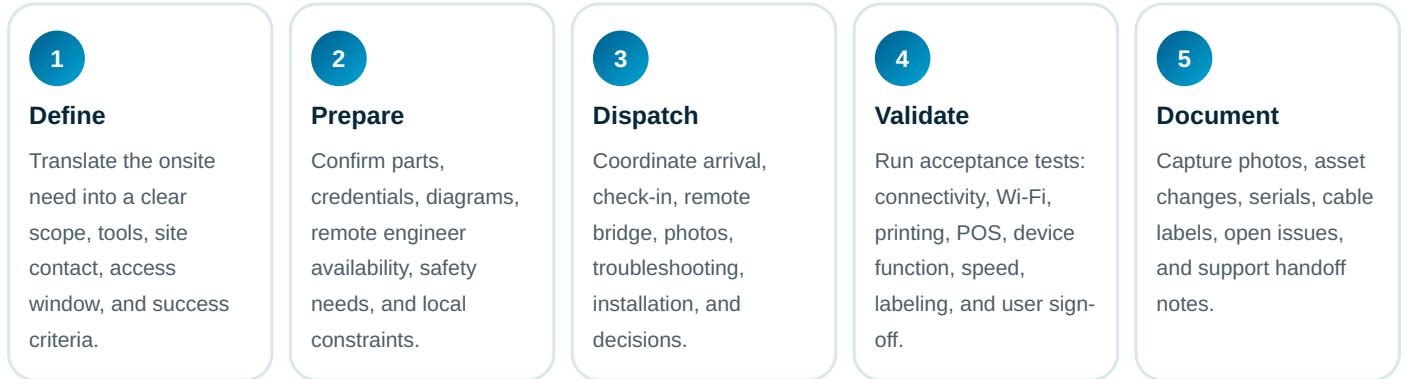 1
Define
Translate the onsite
need into a clear
scope, tools, site
contact, access
window, and success
criteria.
2
Prepare
Confirm parts,
credentials, diagrams,
remote engineer
availability, safety
needs, and local
constraints.
3
Dispatch
Coordinate arrival,
check-in, remote
bridge, photos,
troubleshooting,
installation, and
decisions.
4
Validate
Run acceptance tests:
connectivity, Wi-Fi,
printing, POS, device
function, speed,
labeling, and user sign-
off.
5
Document
Capture photos, asset
changes, serials, cable
labels, open issues,
and support handoff
notes.